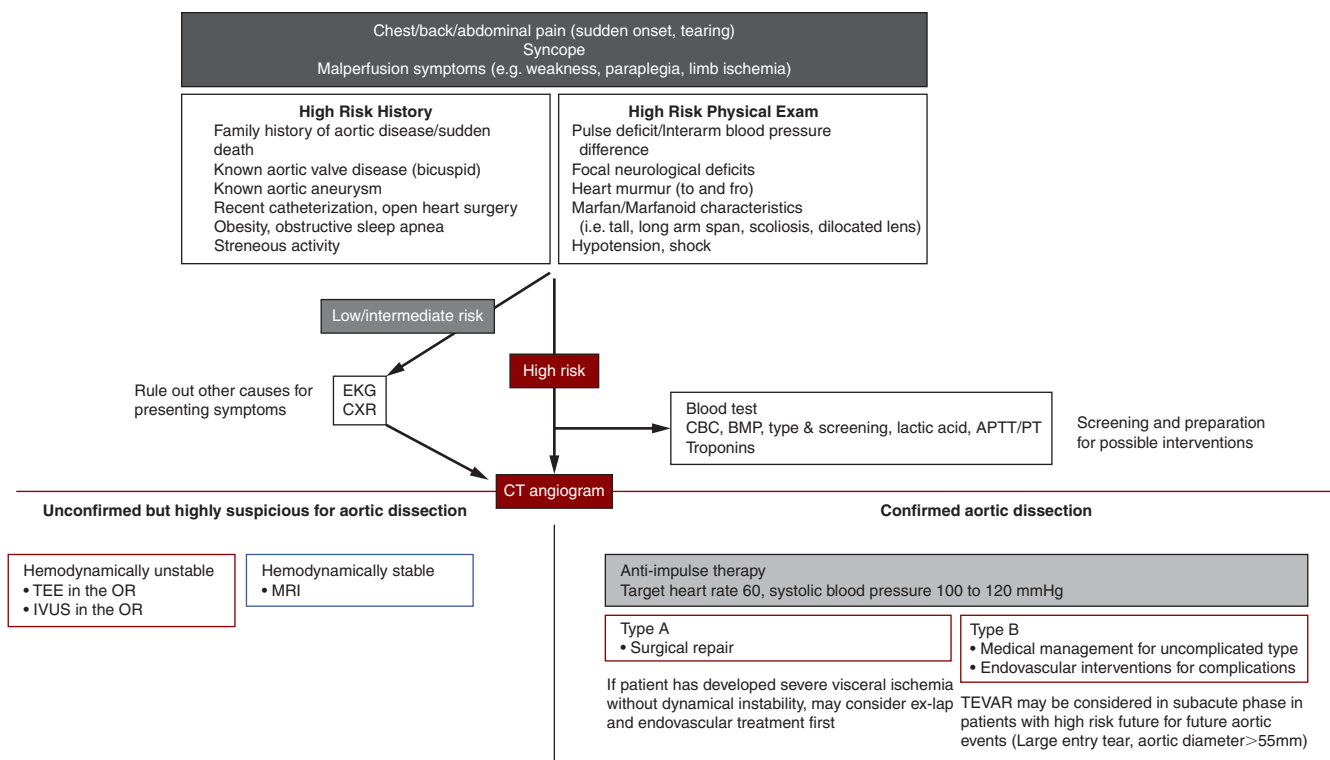 Chest/back/abdominal pain (sudden onset, tearing)
Syncope
Malperfusion symptoms (e.g. weakness, paraplegia, limb ischemia)
High Risk History
Family history of aortic disease/sudden
death
Known aortic valve disease (bicuspid)
Known aortic aneurysm
Recent catheterization, open heart surgery
Obesity, obstructive sleep apnea
Streneous activity
High Risk Physical Exam
Pulse deficit/Interarm blood pressure
difference
Focal neurological deficits
Heart murmur (to and fro)
Marfan/Marfanoid characteristics
(i.e. tall, long arm span, scoliosis, dilocated lens)
Hypotension, shock
Low/intermediate risk
High risk
Rule out other causes for
presenting symptoms
EKG
CXR
Blood test
CBC, BMP, type & screening, lactic acid, APTT/PT
Troponins
Screening and preparation
for possible interventions
CT angiogram
Unconfirmed but highly suspicious for aortic dissection
Confirmed aortic dissection
Hemodynamically unstable
• TEE in the OR
• IVUS in the OR
Hemodynamically stable
• MRI
Anti-impulse therapy
Target heart rate 60, systolic blood pressure 100 to 120 mmHg
Type A
• Surgical repair
If patient has developed severe visceral ischemia
without dynamical instability, may consider ex-lap
and endovascular treatment first
Type B
• Medical management for uncomplicated type
• Endovascular interventions for complications
TEVAR may be considered in subacute phase in
patients with high risk future for future aortic
events (Large entry tear, aortic diameter>55mm)